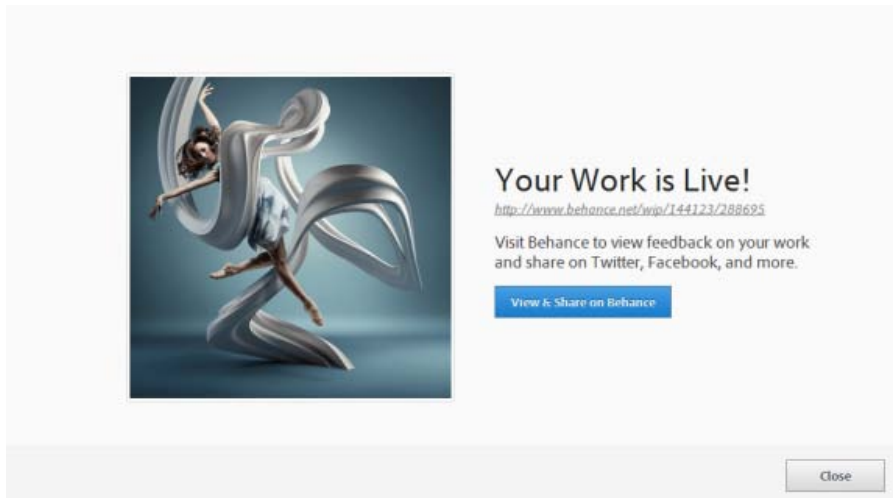 Your Work is Live!
http://www.behance.net/wip/144123/288695
Visit Behance to view feedback on your work
and share on Twitter, Facebook, and more.
View & Share on Behance
Close